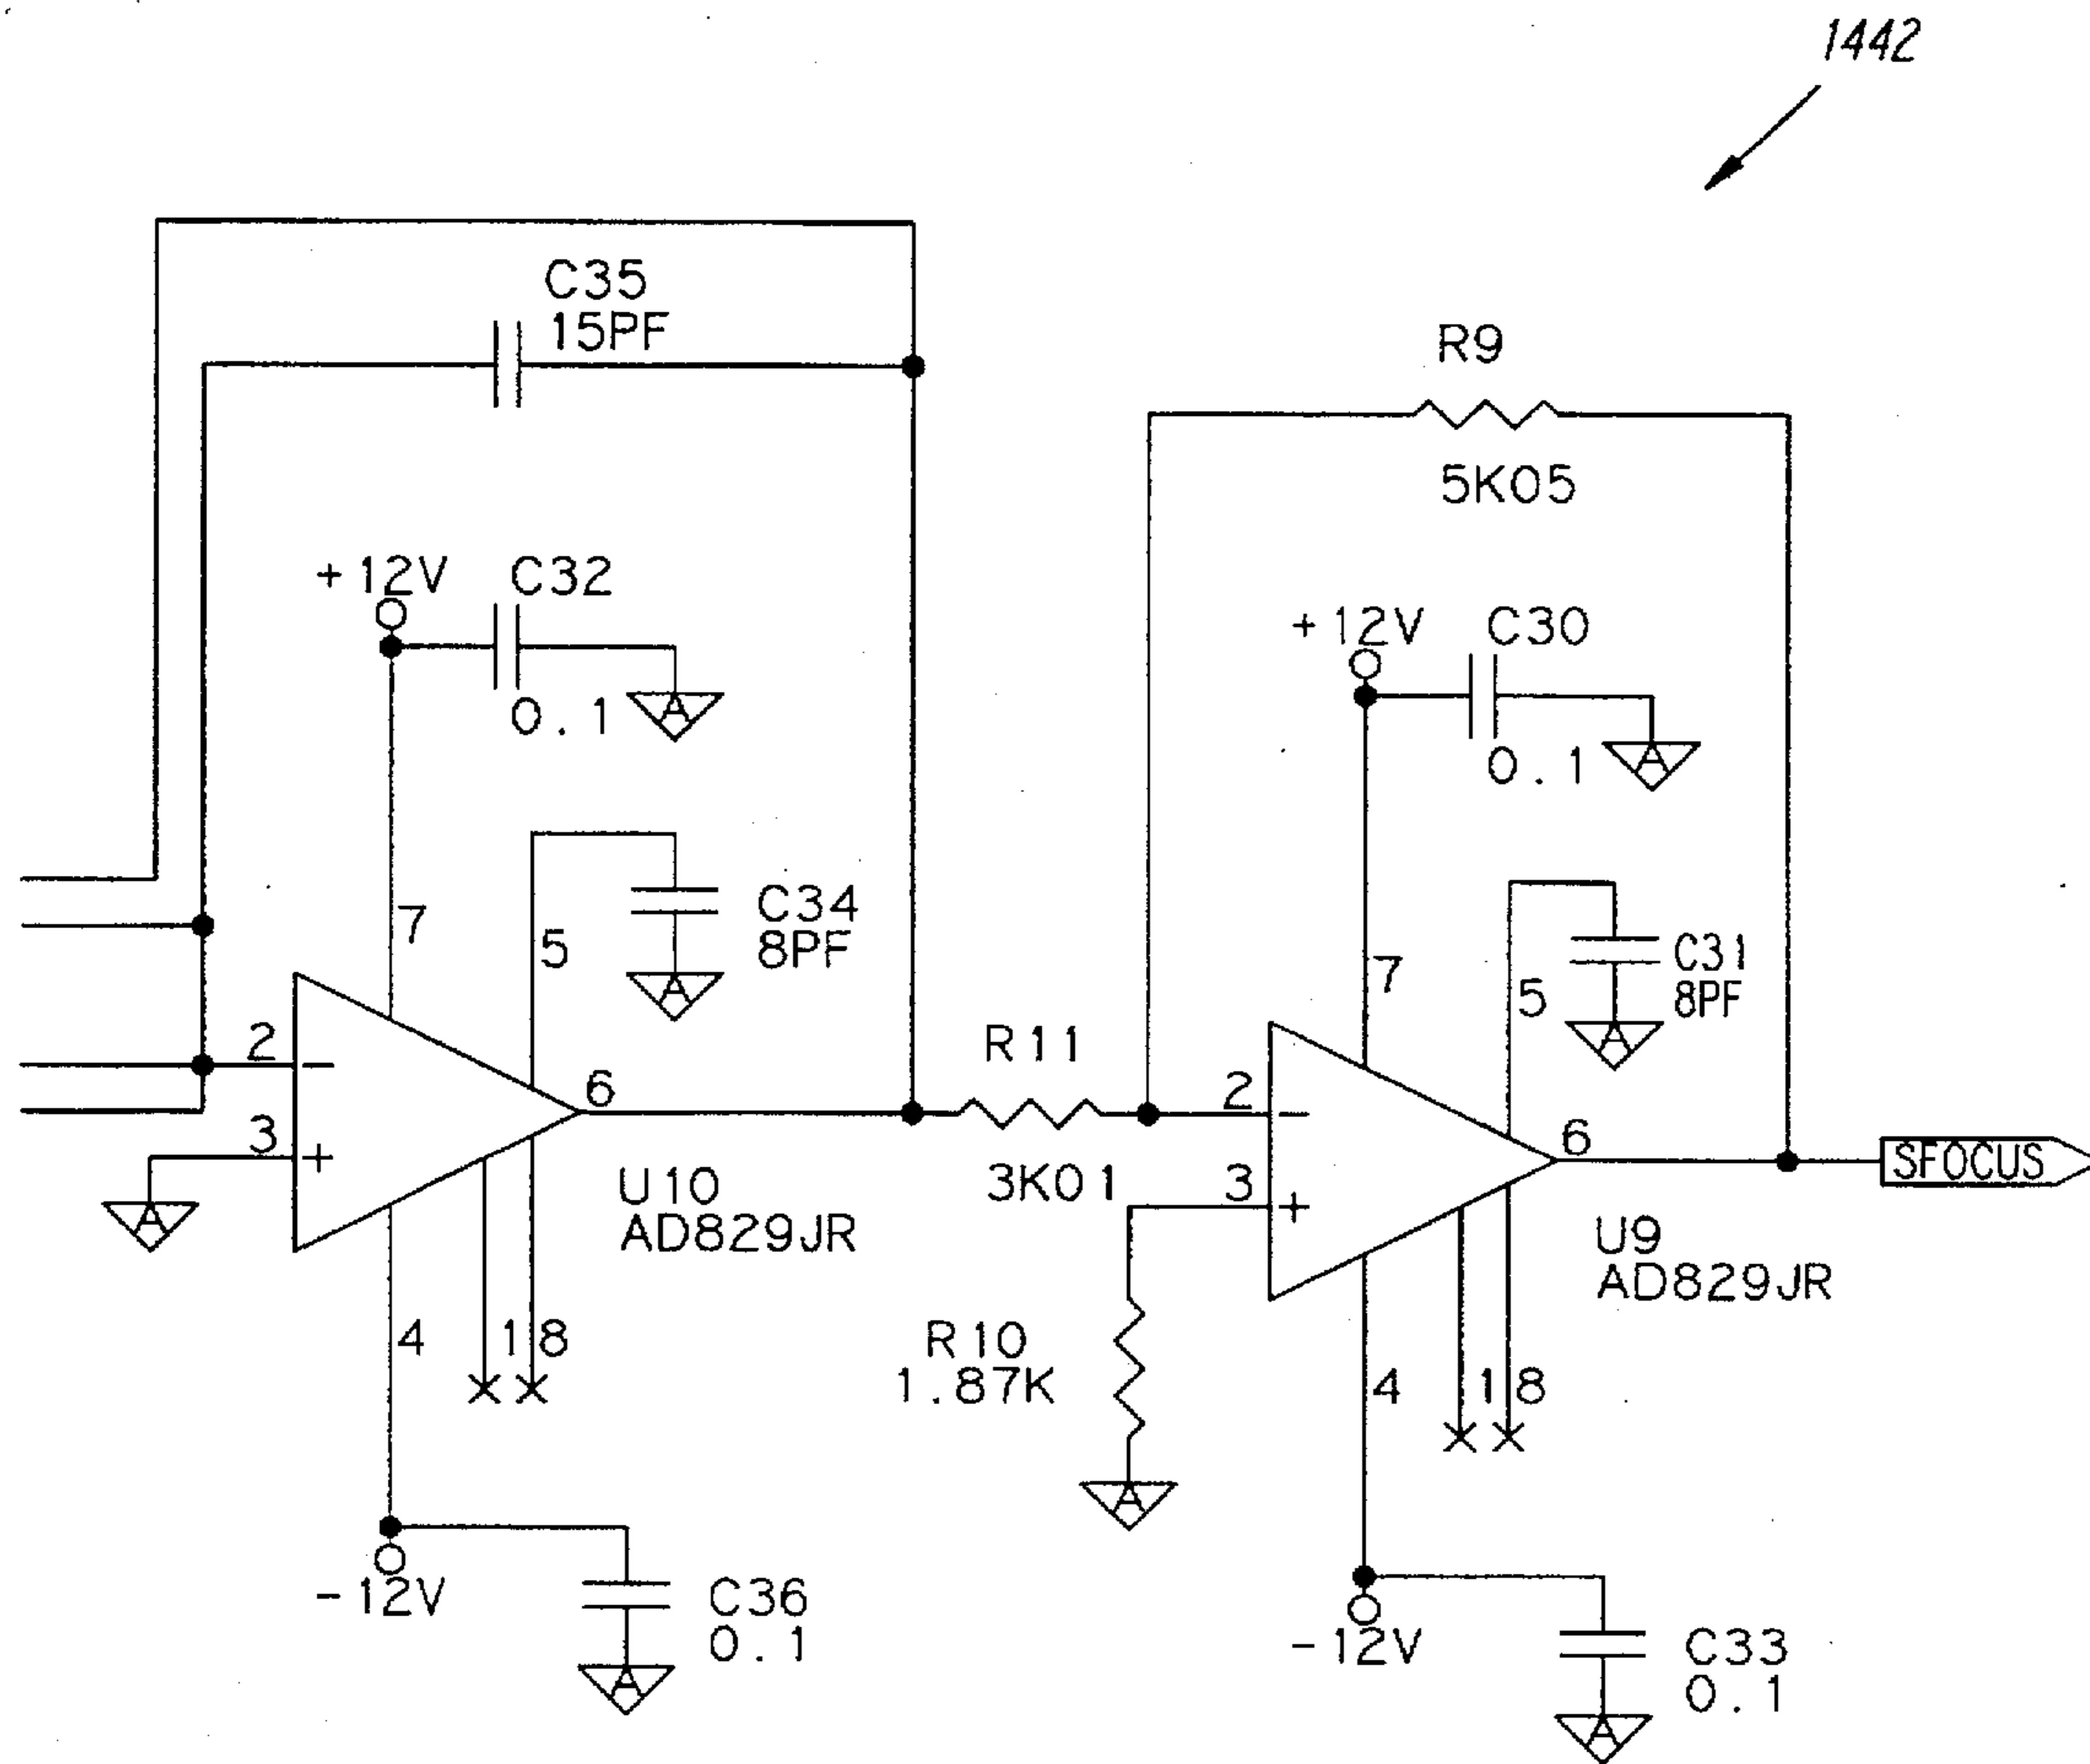 1442
C35
15PF
R9
5K05
+12V
C32
0.1
A
+12V
C30
0.1
A
7
5
C34
8PF
A
7
5
C31
8PF
A
2
-
3
+
6
A
U10
AD829JR
R11
3K01
2
-
3
+
6
SFOCUS
U9
AD829JR
4
1
8
R10
1.87K
A
4
1
8
-12V
C36
0.1
A
-12V
C33
0.1
A